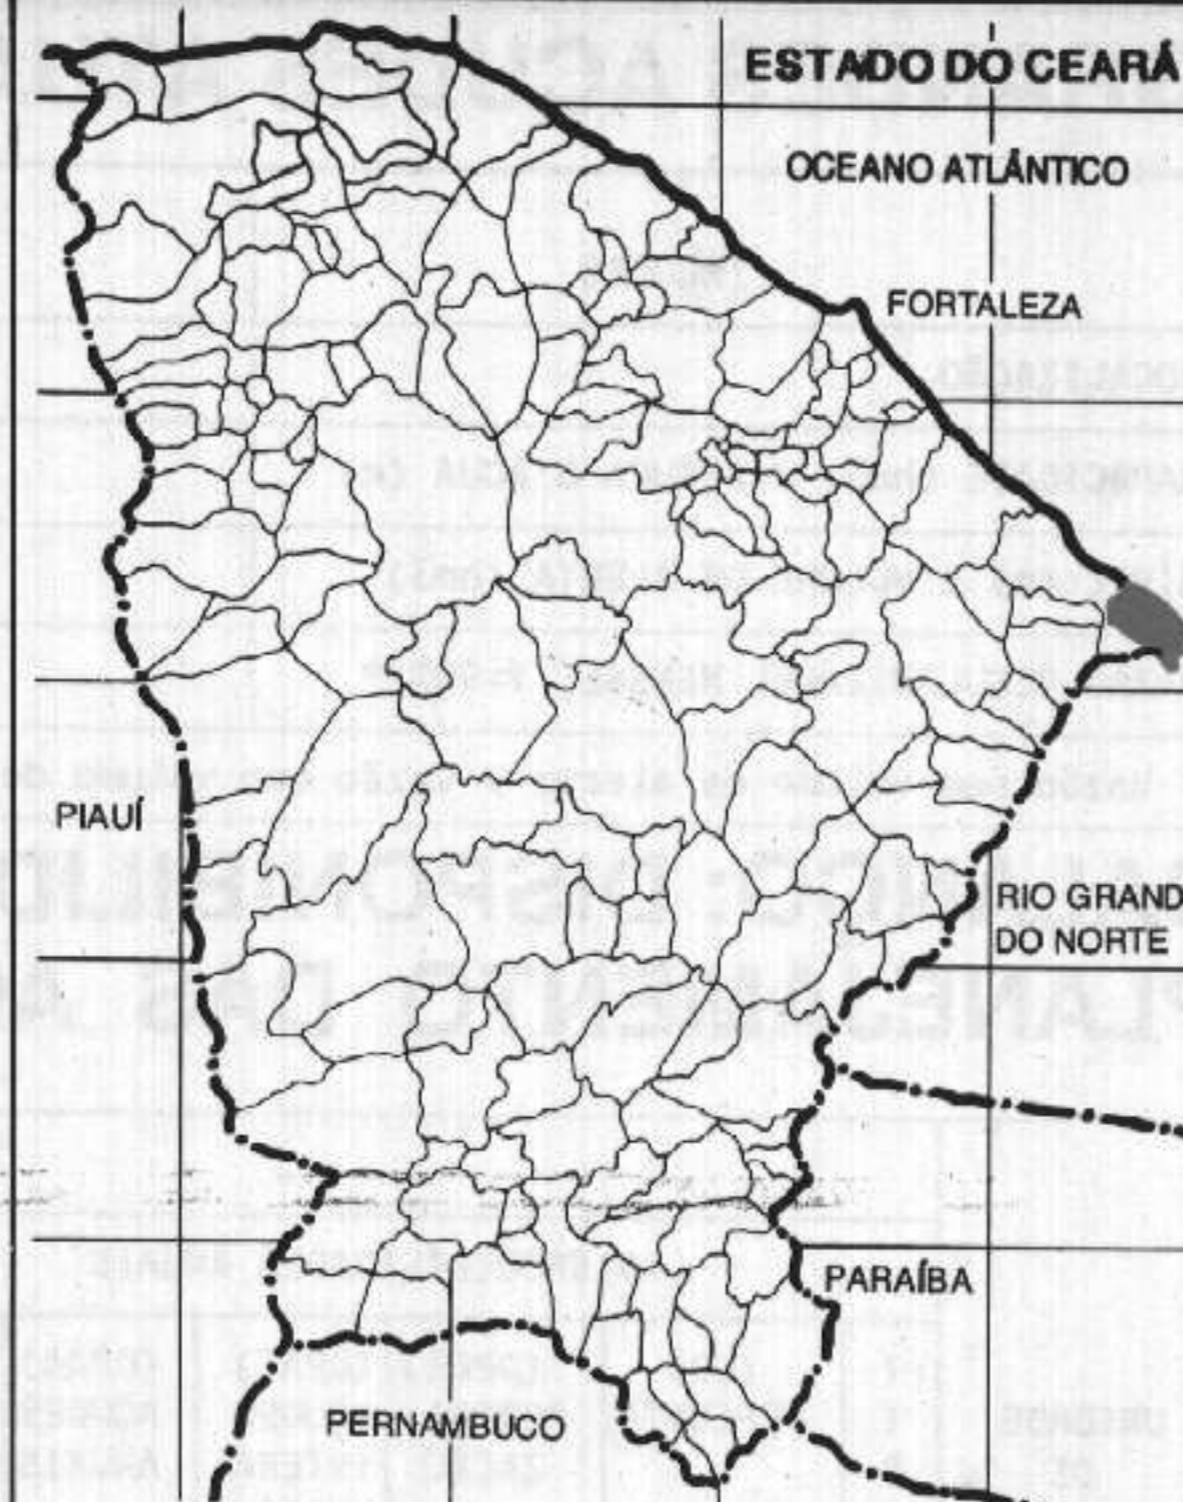 ESTADO DO CEARÁ
OCEANO ATLÂNTICO
FORTALEZA
PIAUÍ
RIO GRAND
DO NORTE
PARAÍBA
PERNAMBUCO